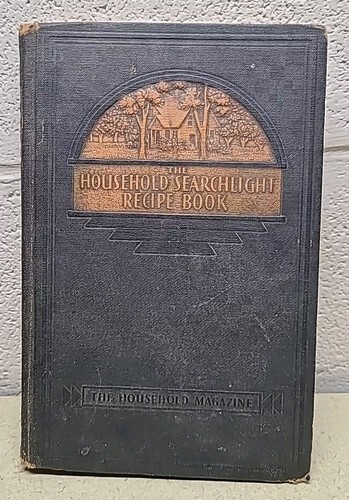 THE
HOUSEHOLD SEARCHLIGHT
RECIPE BOOK
THE HOUSEHOLD MAGAZINE